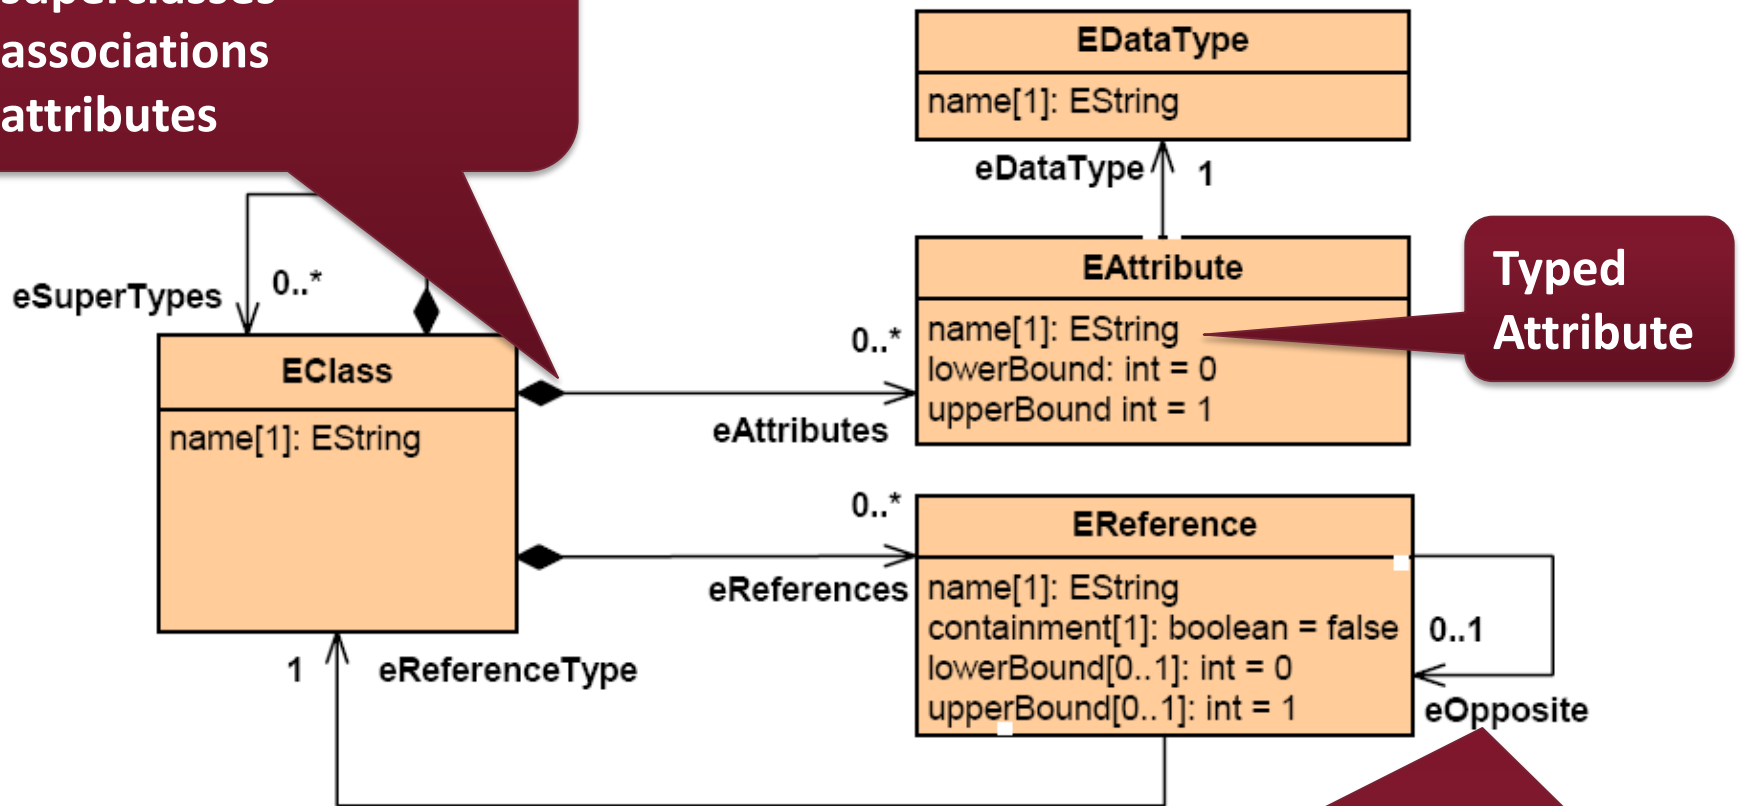 superclasses
associations
attributes
EDataType
name[1]: EString
eDataType
1
eSuperTypes
0..*
EClass
name[1]: EString
0..*
eAttributes
EAttribute
name[1]: EString
lowerBound: int = 0
upperBound int = 1
Typed
Attribute
0..*
eReferences
EReference
name[1]: EString
containment[1]: boolean = false
lowerBound[0..1]: int = 0
upperBound[0..1]: int = 1
0..1
eOpposite
1
eReferenceType